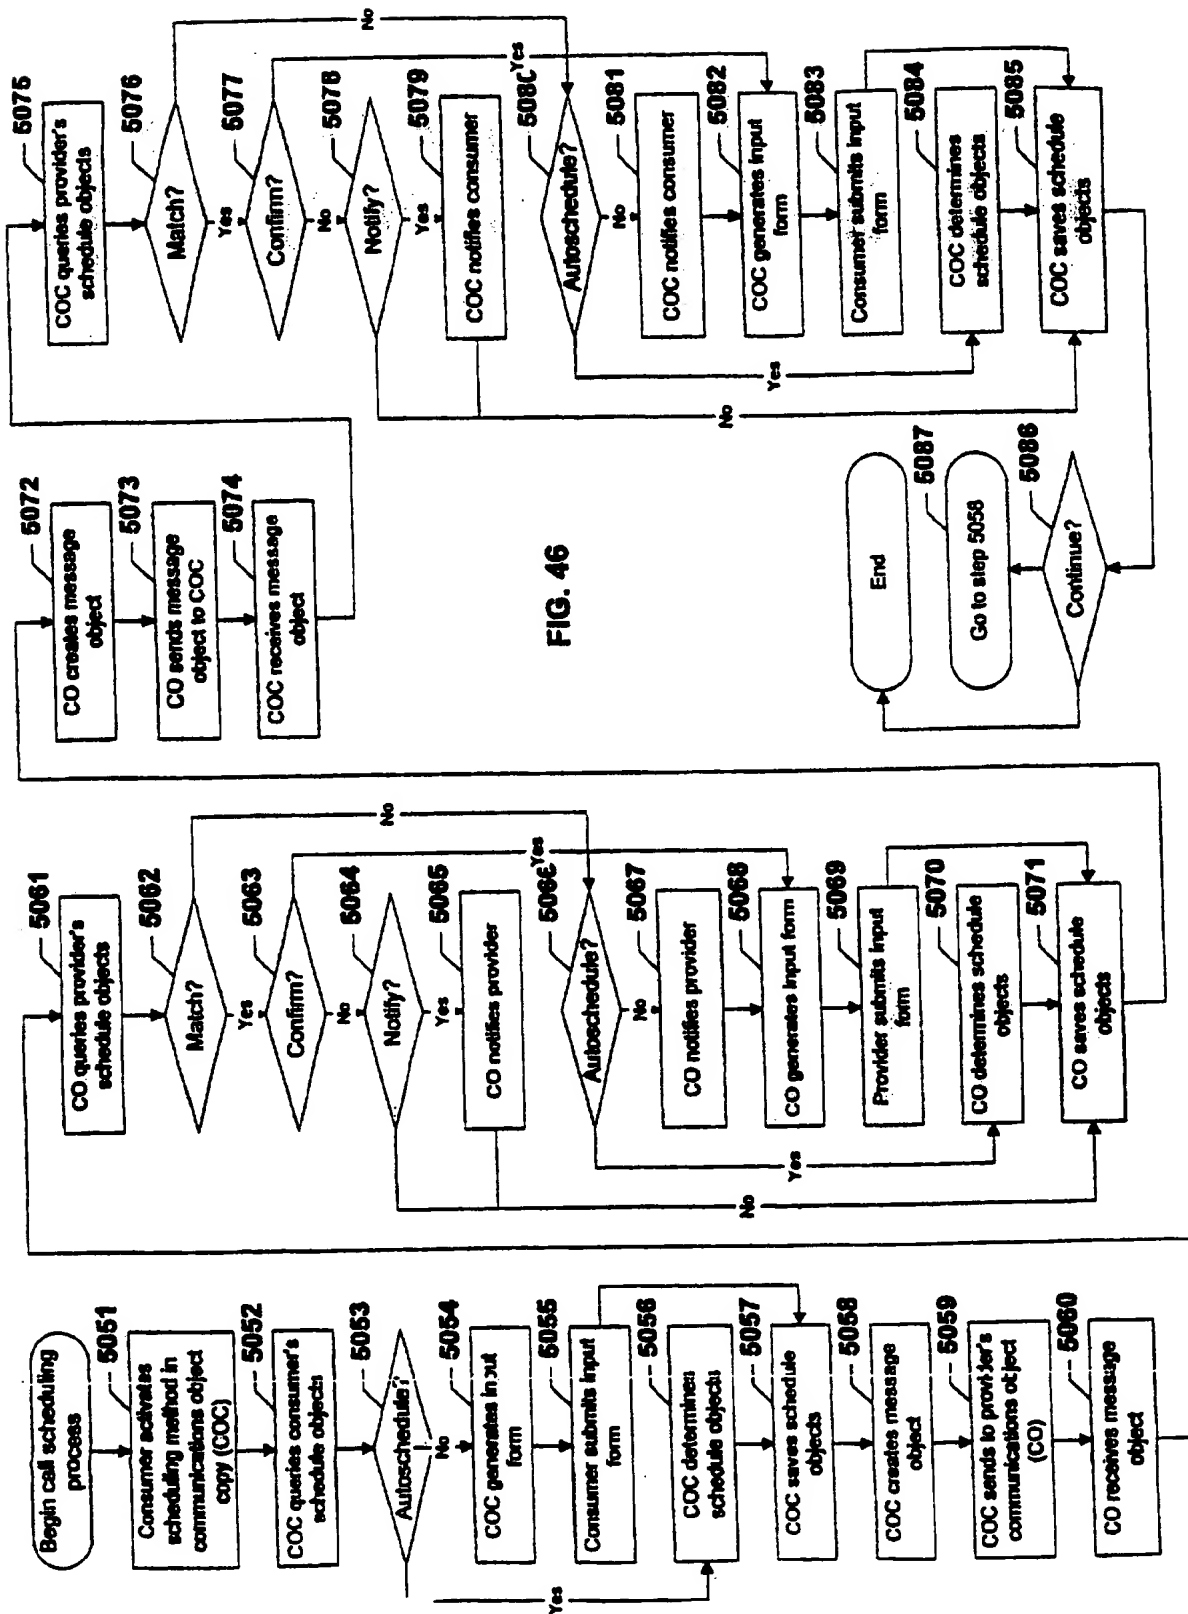 Begin call scheduling
process
5051
Consumer activates
scheduling method in
communications object
copy (COC)
5052
COC queries consumer's
schedule objects
5053
Autoschedule?
No
Yes
5054
COC generates input
form
5055
Consumer submits input
form
5056
COC determines
schedule objects
5057
COC saves schedule
objects
5058
COC creates message
object
5059
COC sends to provider's
communications object
(CO)
5060
CO receives message
object
5061
CO queries provider's
schedule objects
5062
Match?
Yes
No
5063
Confirm?
No
Yes
5064
Notify?
Yes
No
5065
CO notifies provider
5066
Autoschedule?
No
Yes
5067
CO notifies provider
5068
CO generates input form
5069
Provider submits input
form
5070
CO determines schedule
objects
5071
CO saves schedule
objects
5072
CO creates message
object
5073
CO sends message
object to COC
5074
COC receives message
object
5075
COC queries provider's
schedule objects
5076
Match?
Yes
No
5077
Confirm?
No
Yes
5078
Notify?
Yes
No
5079
COC notifies consumer
5080
Autoschedule?
No
Yes
5081
COC notifies consumer
5082
COC generates input
form
5083
Consumer submits input
form
5084
COC determines
schedule objects
5085
COC saves schedule
objects
5086
Continue?
5087
Go to step 5058
End
FIG. 46